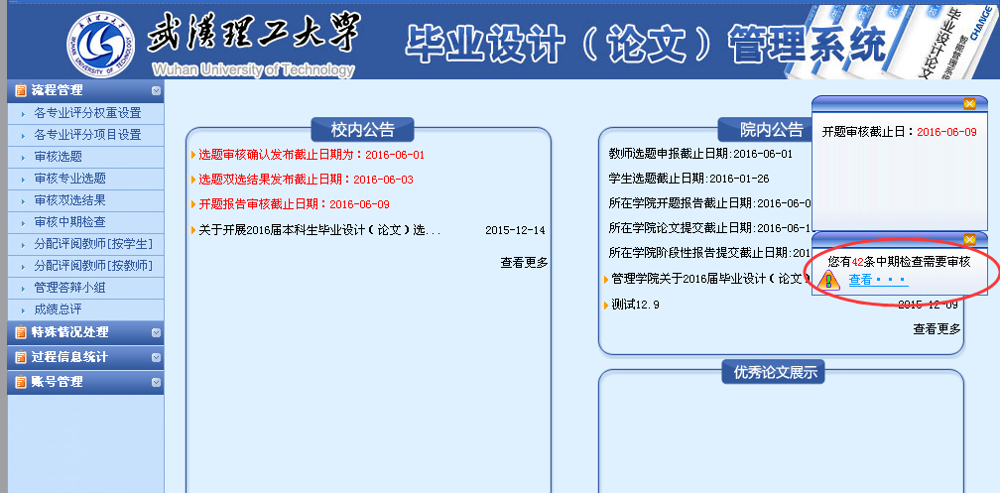 武汉理工大学
Wuhan University of Technology
毕业设计（论文）管理系统
毕业设计论文
智能管理系统
CHANGE
流程管理
各专业评分权重设置
各专业评分项目设置
审核选题
审核专业选题
审核双选结果
审核中期检查
分配评阅教师[按学生]
分配评阅教师[按教师]
管理答辩小组
成绩总评
特殊情况处理
过程信息统计
账号管理
校内公告
选题审核确认发布截止日期为：2016-06-01
选题双选结果发布截止日期：2016-06-03
开题报告审核截止日期：2016-06-09
关于开展2016届本科生毕业设计（论文）选... 2015-12-14
查看更多
院内公告
教师选题申报截止日期:2016-06-01
学生选题截止日期:2016-01-26
所在学院开题报告截止日期:2016-06-0
所在学院论文提交截止日期:2016-06-1
所在学院阶段性报告提交截止日期:201
管理学院关于2016届毕业设计（论文）
测试12.9 2015-12-09
查看更多
优秀论文展示
开题审核截止日：2016-06-09
您有42条中期检查需要审核
查看···